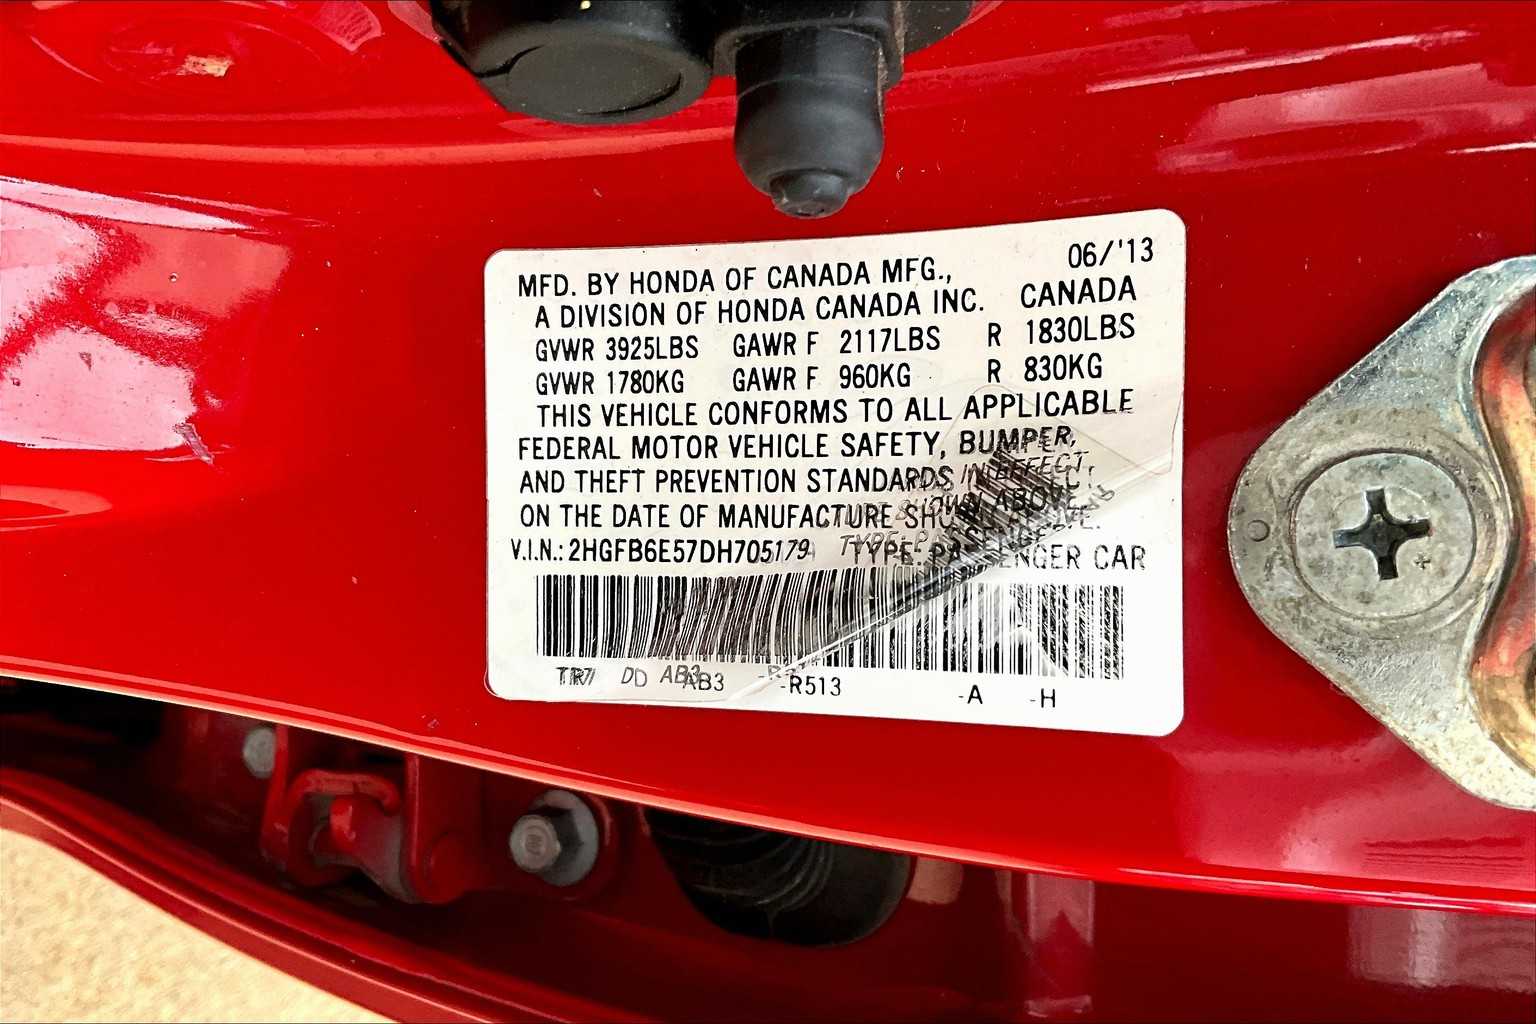 06/'13
MFD. BY HONDA OF CANADA MFG.,
A DIVISION OF HONDA CANADA INC. CANADA
GVWR 3925LBS GAWR F 2117LBS R 1830LBS
GVWR 1780KG GAWR F 960KG R 830KG
THIS VEHICLE CONFORMS TO ALL APPLICABLE
FEDERAL MOTOR VEHICLE SAFETY, BUMPER,
AND THEFT PREVENTION STANDARDS IN EFFECT
ON THE DATE OF MANUFACTURE SHOWN ABOVE.
V.I.N.: 2HGFB6E57DH705179 TYPE: PASSENGER CAR
DD AB3 -R513 -A -H